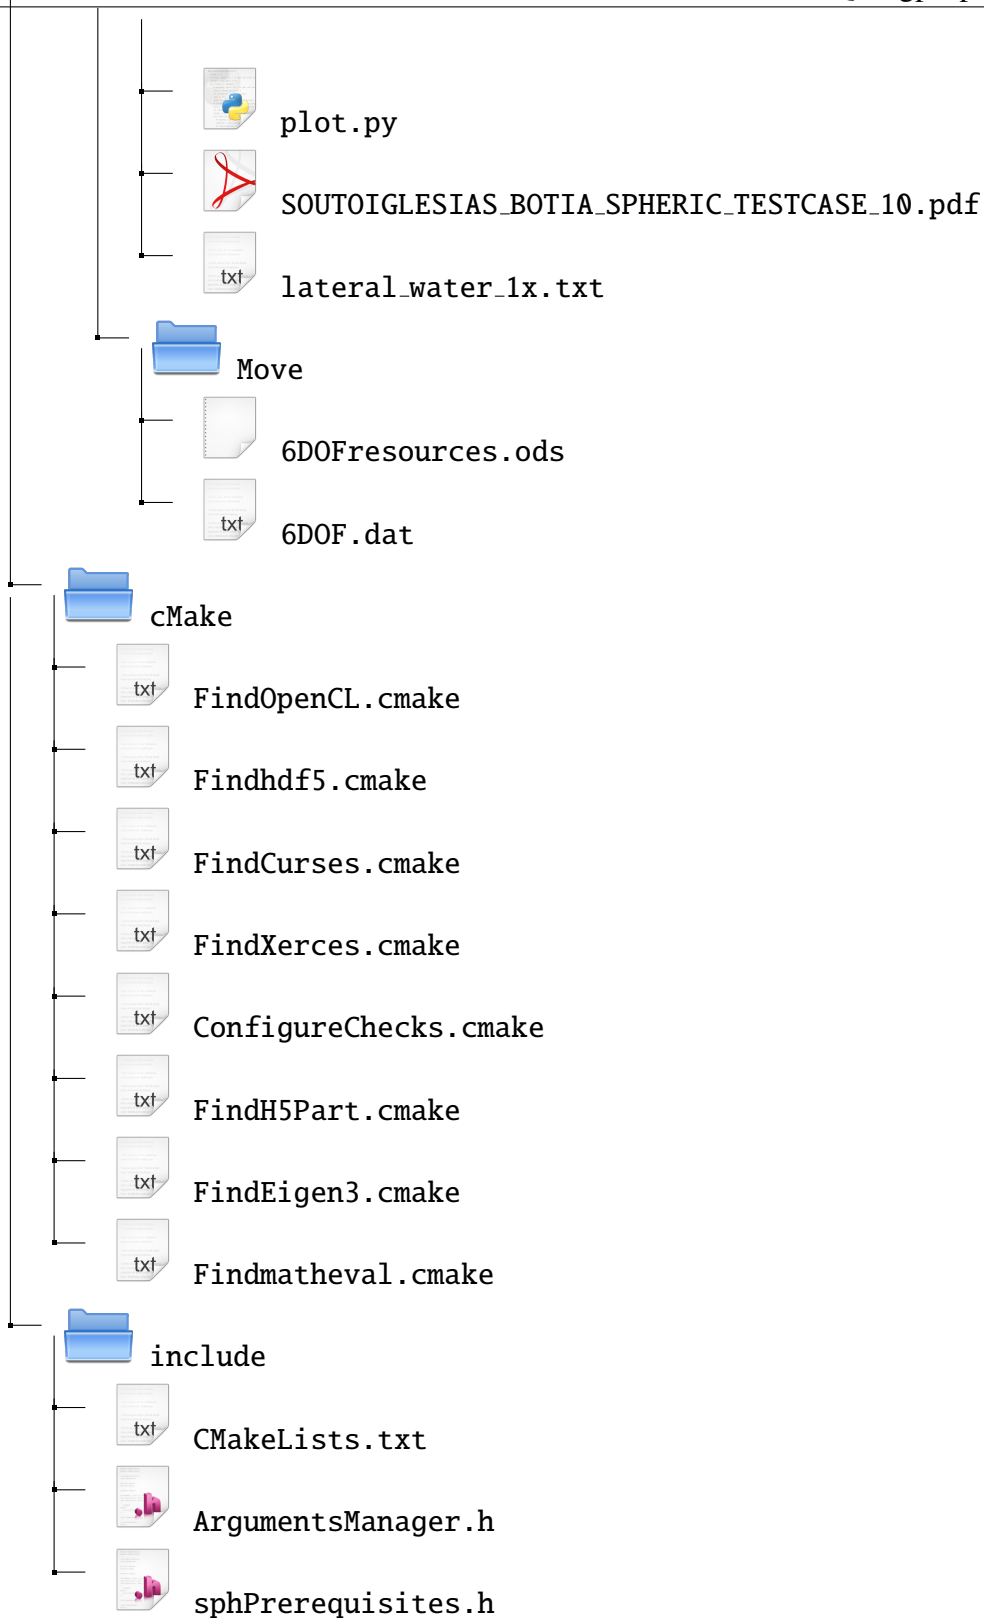 plot.py
SOUTOIGLESIAS_BOTIA_SPHERIC_TESTCASE_10.pdf
txt
lateral_water_1x.txt
Move
6DOFresources.ods
txt
6DOF.dat
cMake
txt
FindOpenCL.cmake
txt
Findhdf5.cmake
txt
FindCurses.cmake
txt
FindXerces.cmake
txt
ConfigureChecks.cmake
txt
FindH5Part.cmake
txt
FindEigen3.cmake
txt
Findmatheval.cmake
include
txt
CMakeLists.txt
.h
ArgumentsManager.h
.h
sphPrerequisites.h